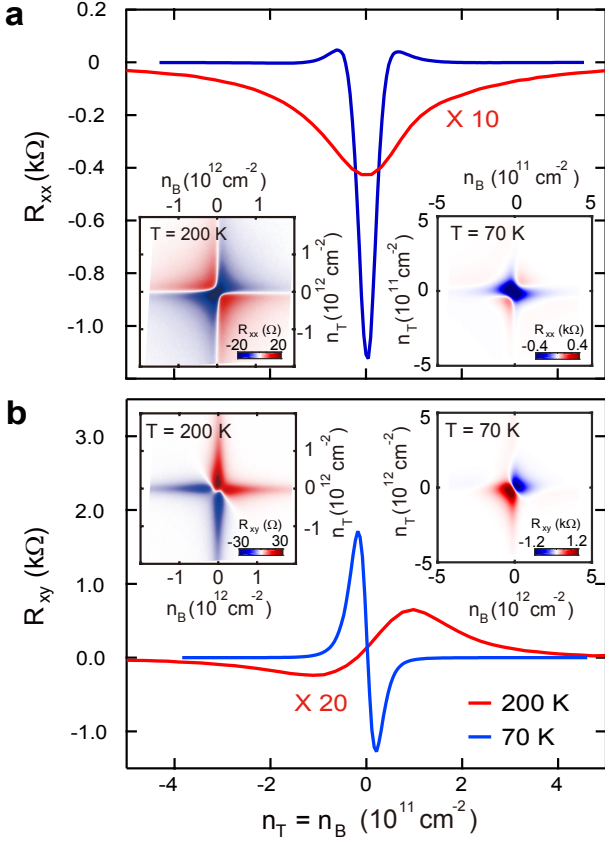 a
R_xx (kΩ)
0.2
0
-0.2
-0.4
-0.6
-0.8
-1.0
X 10
n_B (10^12 cm^-2)
-1 0 1
T = 200 K
1
0
-1
n_T (10^12 cm^-2)
R_xx (Ω)
-20 20
n_B (10^11 cm^-2)
-5 0 5
T = 70 K
5
0
-5
n_T (10^11 cm^-2)
R_xx (kΩ)
-0.4 0.4
b
R_xy (kΩ)
3.0
2.0
1.0
0.0
-1.0
T = 200 K
1
0
-1
n_T (10^12 cm^-2)
R_xy (Ω)
-30 30
-1 0 1
n_B (10^12 cm^-2)
T = 70 K
5
0
-5
n_T (10^12 cm^-2)
R_xy (kΩ)
-1.2 1.2
-5 0 5
n_B (10^12 cm^-2)
X 20
200 K
70 K
-4 -2 0 2 4
n_T = n_B (10^11 cm^-2)